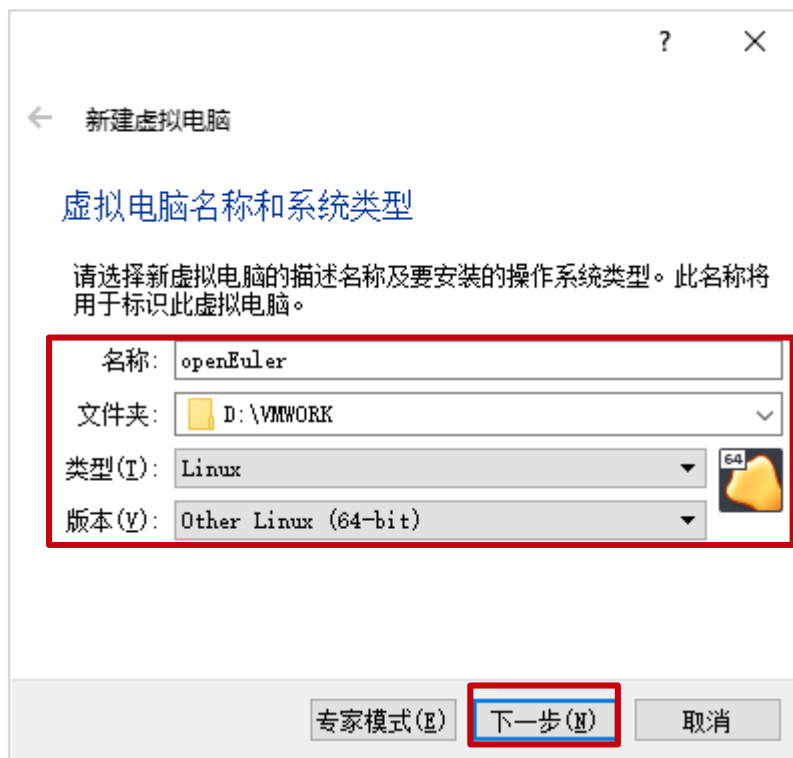 ?
新建虚拟电脑
虚拟电脑名称和系统类型
请选择新虚拟电脑的描述名称及要安装的操作系统类型。此名称将
用于标识此虚拟电脑。
名称: openEuler
文件夹: D:\VMWORK
类型(T): Linux
64
版本(V): Other Linux (64-bit)
专家模式(E) 下一步(N) 取消